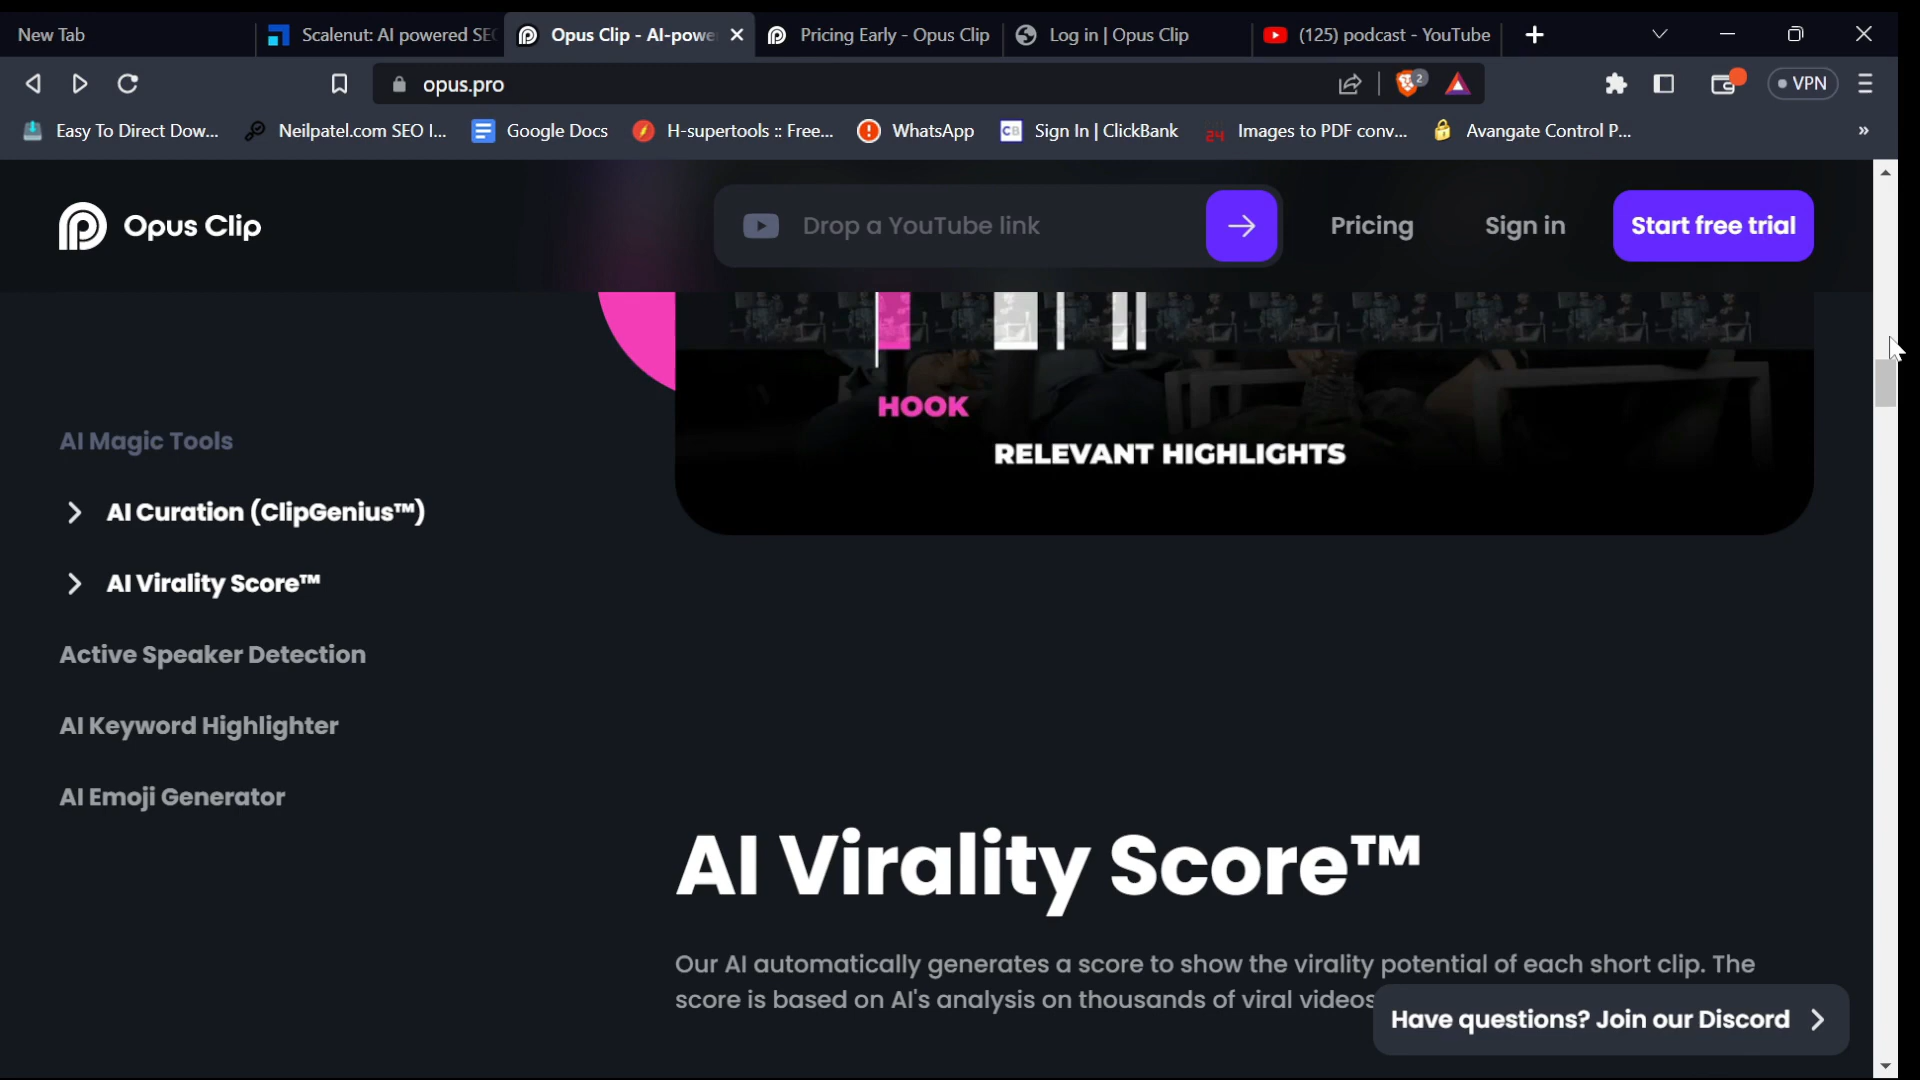 New Tab
Scalenut: AI powered SEO
Opus Clip - AI-powe
Pricing Early - Opus Clip
Log in | Opus Clip
(125) podcast - YouTube
opus.pro
2
VPN
Easy To Direct Dow...
Neilpatel.com SEO I...
Google Docs
H-supertools :: Free...
WhatsApp
CB
Sign In | ClickBank
24
Images to PDF conv...
Avangate Control P...
»
Opus Clip
Drop a YouTube link
Pricing
Sign in
Start free trial
HOOK
RELEVANT HIGHLIGHTS
AI Magic Tools
AI Curation (ClipGenius™)
AI Virality Score™
Active Speaker Detection
AI Keyword Highlighter
AI Emoji Generator
AI Virality Score™
Our AI automatically generates a score to show the virality potential of each short clip. The
score is based on AI's analysis on thousands of viral videos
Have questions? Join our Discord